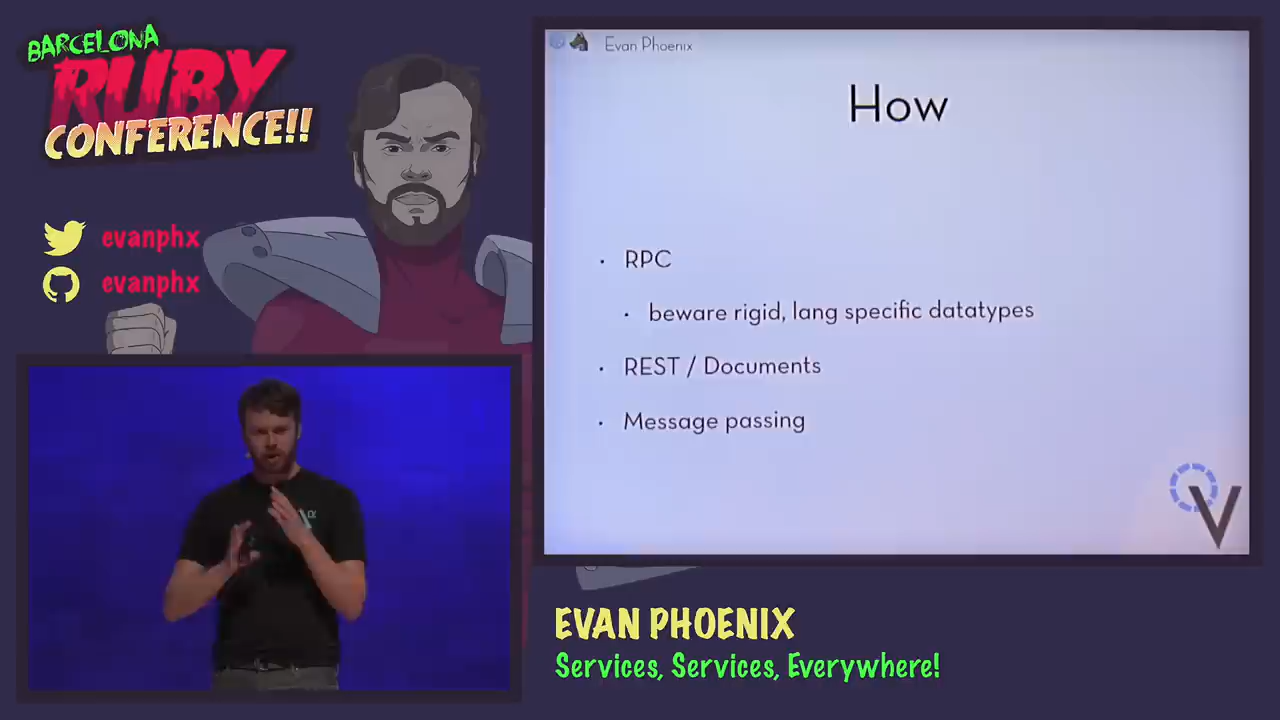 BARCELONA
RUBY
CONFERENCE!!
evanphx
evanphx
Evan Phoenix
How
· RPC
· beware rigid, lang specific datatypes
· REST / Documents
· Message passing
V
EVAN PHOENIX
Services, Services, Everywhere!